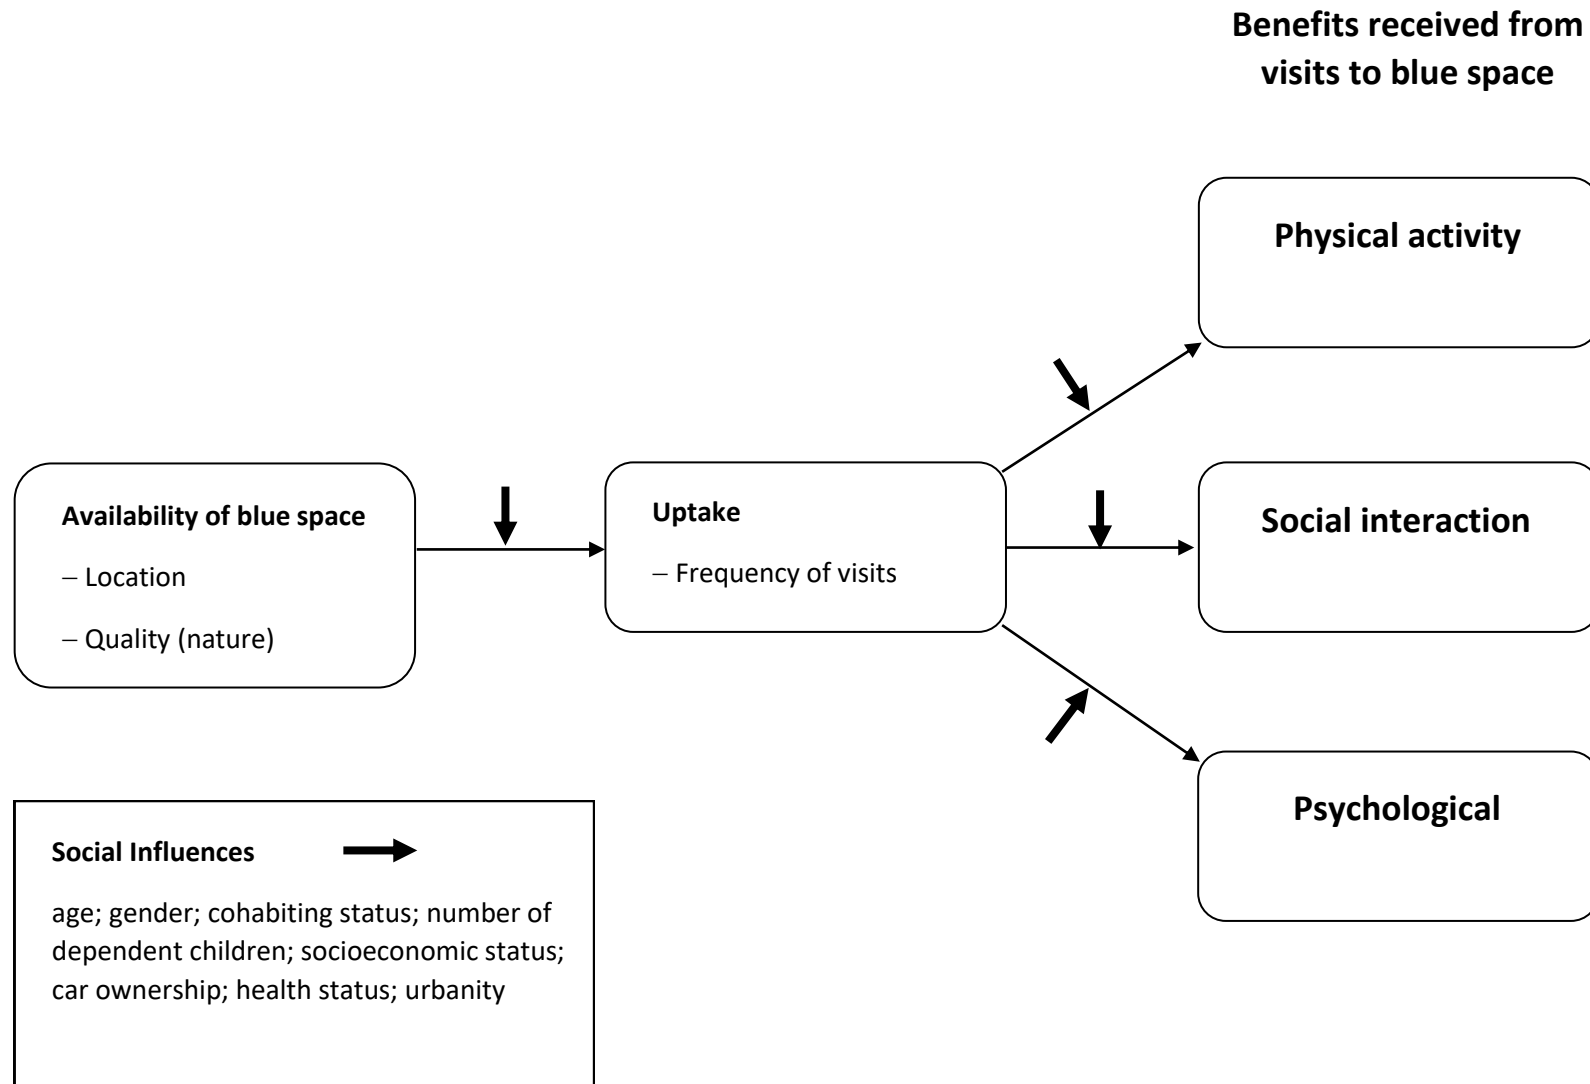 Benefits received from
visits to blue space
Physical activity
Availability of blue space
– Location
– Quality (nature)
Uptake
– Frequency of visits
Social interaction
Psychological
Social Influences
age; gender; cohabiting status; number of
dependent children; socioeconomic status;
car ownership; health status; urbanity